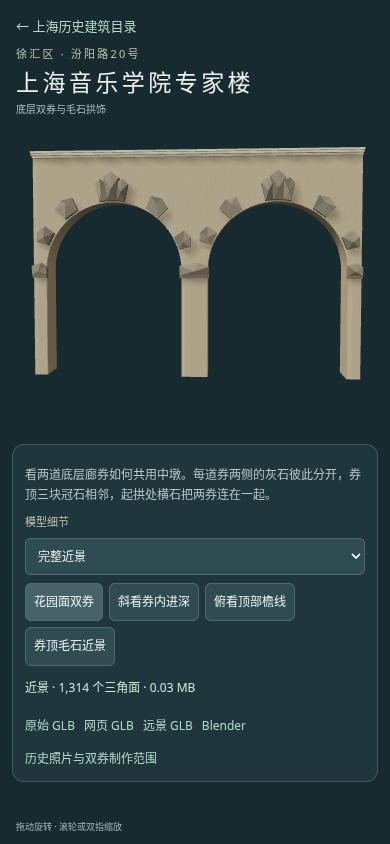 ← 上海历史建筑目录
徐汇区 · 汾阳路20号
上海音乐学院专家楼
底层双券与毛石拱饰
看两道底层廊券如何共用中墩。每道券两侧的灰石彼此分开，券
顶三块冠石相邻，起拱处横石把两券连在一起。
模型细节
完整近景
花园面双券 斜看券内进深 俯看顶部檐线
券顶毛石近景
近景 · 1,314 个三角面 · 0.03 MB
原始 GLB 网页 GLB 远景 GLB Blender
历史照片与双券制作范围
拖动旋转 · 滚轮或双指缩放